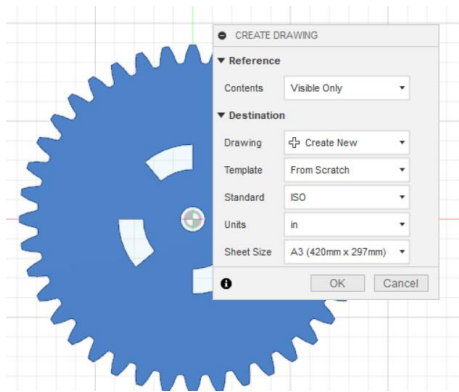 CREATE DRAWING
Reference
Contents Visible Only
Destination
Drawing Create New
Template From Scratch
Standard ISO
Units in
Sheet Size A3 (420mm x 297mm)
OK Cancel